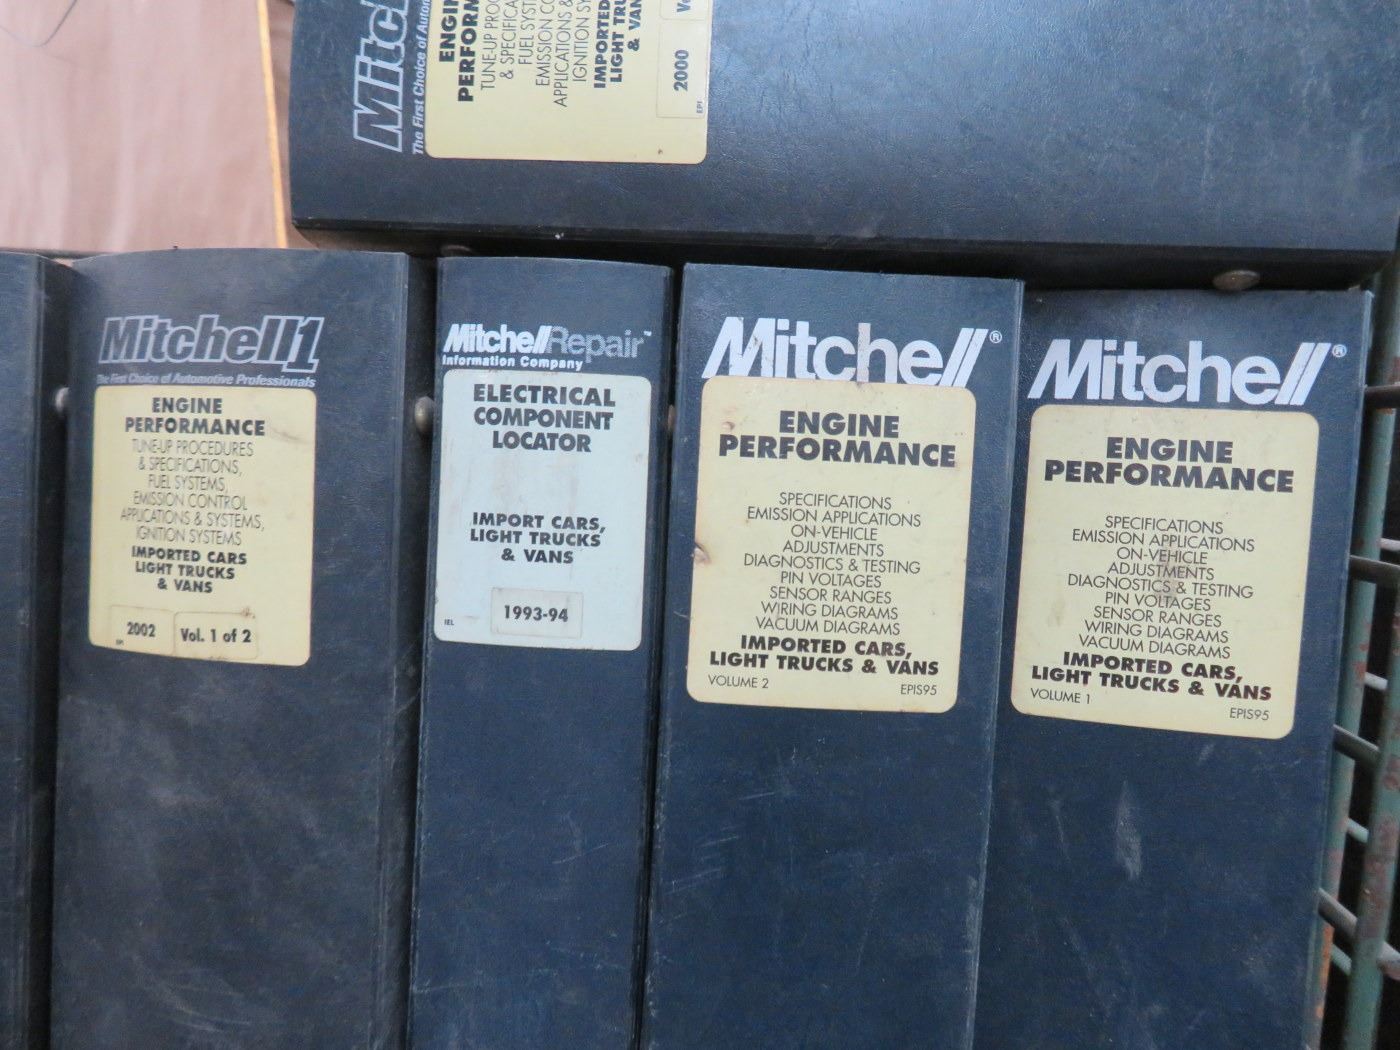 Mitch
The First Choice of Autom
ENGIN
PERFORM
TUNE-UP PROC
& SPECIFICA
FUEL SYST
EMISSION CO
APPLICATIONS &
IGNITION SY
IMPORTED
LIGHT TRU
& VAN
2000
EPI
Mitchell1
The First Choice of Automotive Professionals
ENGINE
PERFORMANCE
TUNE-UP PROCEDURES
& SPECIFICATIONS,
FUEL SYSTEMS,
EMISSION CONTROL
APPLICATIONS & SYSTEMS,
IGNITION SYSTEMS
IMPORTED CARS
LIGHT TRUCKS
& VANS
2002
Vol. 1 of 2
EPI
MitchellRepair™
Information Company
ELECTRICAL
COMPONENT
LOCATOR
IMPORT CARS,
LIGHT TRUCKS
& VANS
1993-94
IEL
Mitchell®
ENGINE
PERFORMANCE
SPECIFICATIONS
EMISSION APPLICATIONS
ON-VEHICLE
ADJUSTMENTS
DIAGNOSTICS & TESTING
PIN VOLTAGES
SENSOR RANGES
WIRING DIAGRAMS
VACUUM DIAGRAMS
IMPORTED CARS,
LIGHT TRUCKS & VANS
VOLUME 2 EPIS95
Mitchell®
ENGINE
PERFORMANCE
SPECIFICATIONS
EMISSION APPLICATIONS
ON-VEHICLE
ADJUSTMENTS
DIAGNOSTICS & TESTING
PIN VOLTAGES
SENSOR RANGES
WIRING DIAGRAMS
VACUUM DIAGRAMS
IMPORTED CARS,
LIGHT TRUCKS & VANS
VOLUME 1 EPIS95